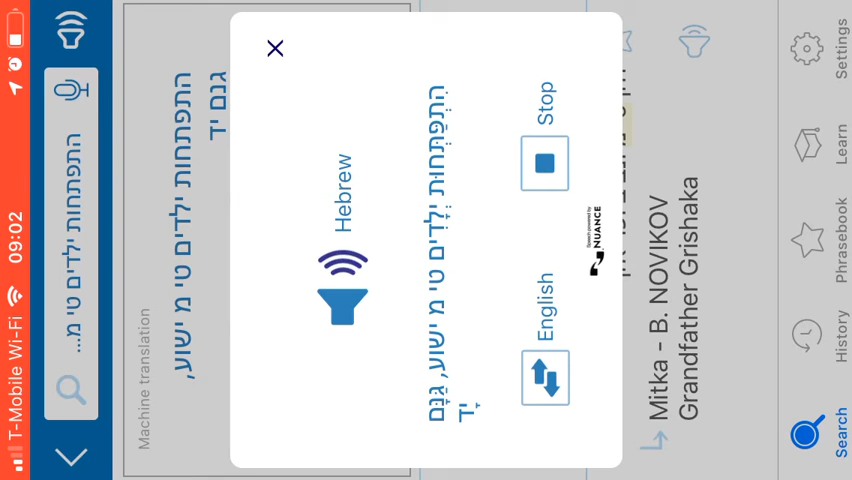 T-Mobile Wi-Fi 09:02
התפתחות ילדים טי מ...
Machine translation
התפתחות ילדים טי מ ישוע,
גנם יד
Hebrew
הִתְפַּתְּחוּת יְלָדִים טִי מ ישוּעַ, גַּנָּם
יָד
English Stop
Speech powered by
NUANCE
Mitka - B. NOVIKOV
Grandfather Grishaka
Search History Phrasebook Learn Settings